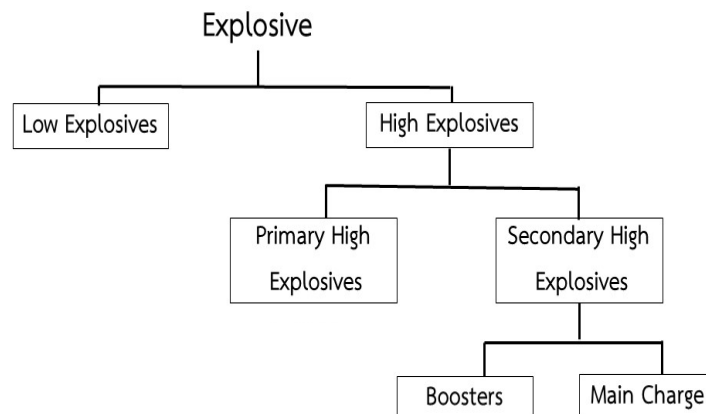 Explosive
Low Explosives
High Explosives
Primary High
Explosives
Secondary High
Explosives
Boosters
Main Charge